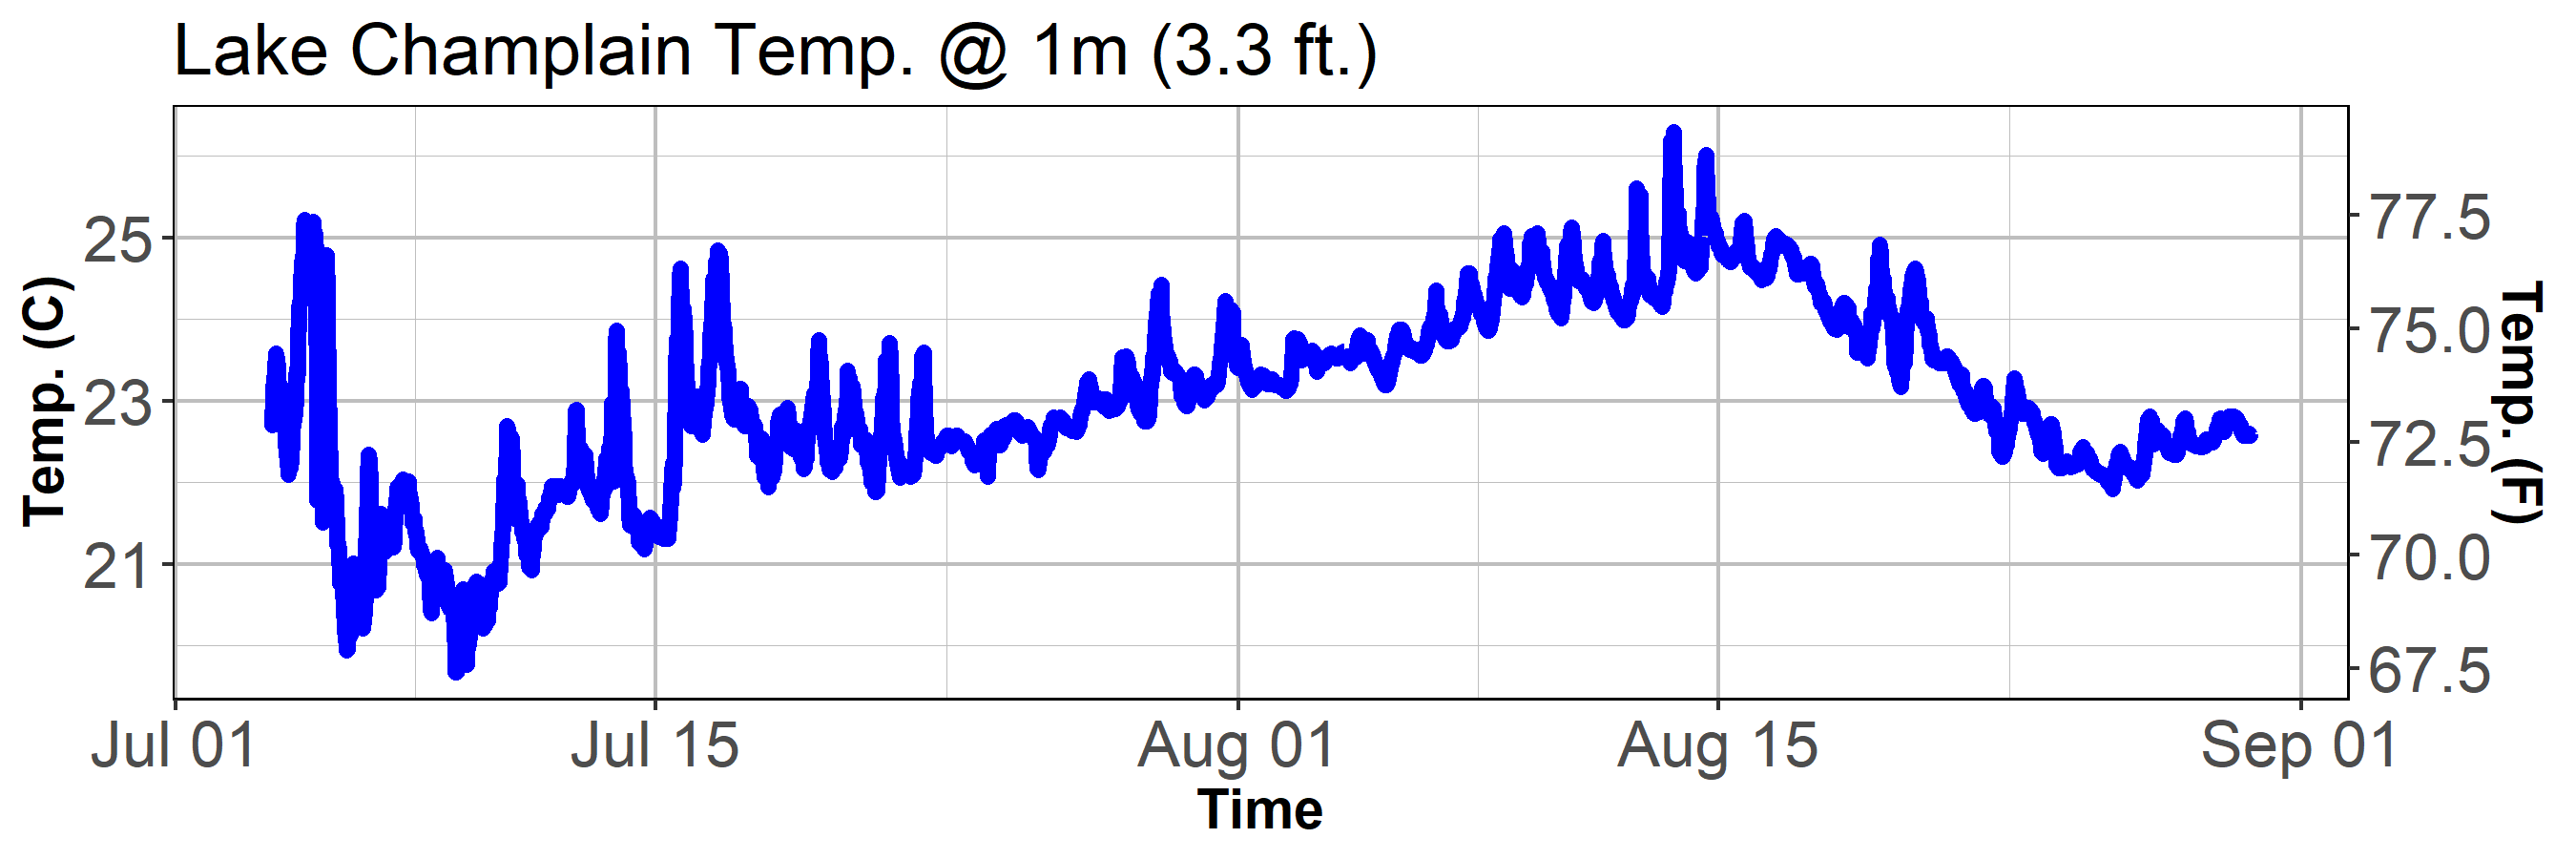 Lake Champlain Temp. @ 1m (3.3 ft.)
Temp. (C)
25
23
21
77.5
75.0
72.5
70.0
67.5
Temp. (F)
Jul 01
Jul 15
Aug 01
Aug 15
Sep 01
Time